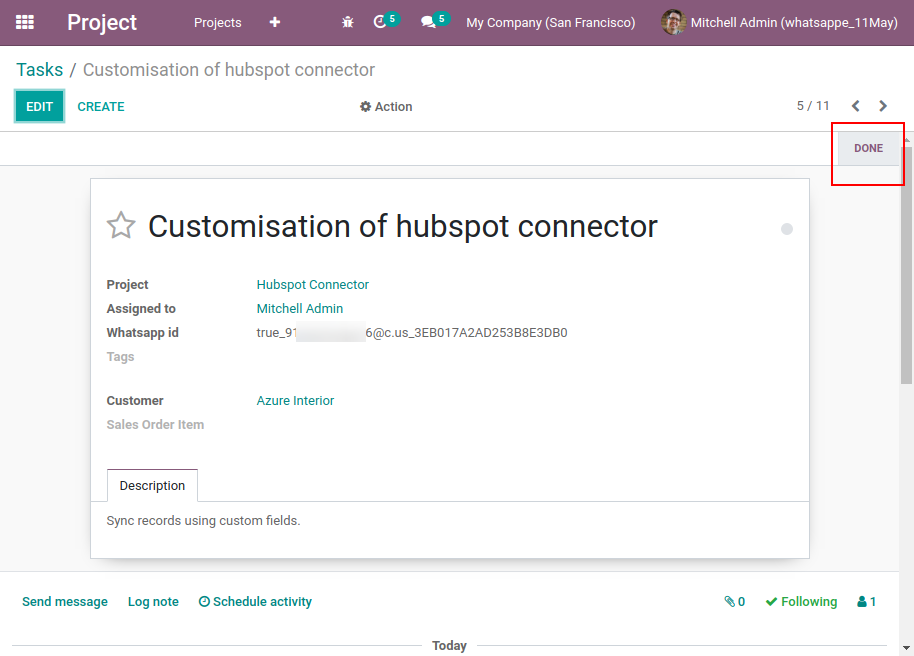 Project Projects + 5 5 My Company (San Francisco) Mitchell Admin (whatsappe_11May)
Tasks / Customisation of hubspot connector
EDIT CREATE Action 5 / 11
DONE
Customisation of hubspot connector
Project Hubspot Connector
Assigned to Mitchell Admin
Whatsapp id true_91 6@c.us_3EB017A2AD253B8E3DB0
Tags
Customer Azure Interior
Sales Order Item
Description
Sync records using custom fields.
Send message Log note Schedule activity 0 Following 1
Today